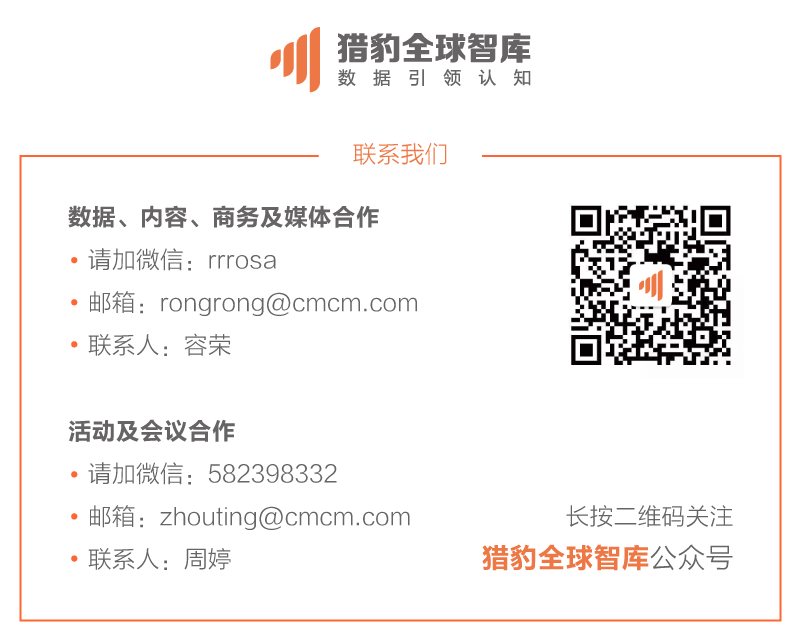 猎豹全球智库
数据引领认知
联系我们
数据、内容、商务及媒体合作
• 请加微信：rrrosa
• 邮箱：rongrong@cmcm.com
• 联系人：容荣
活动及会议合作
• 请加微信：582398332
• 邮箱：zhouting@cmcm.com
• 联系人：周婷
长按二维码关注
猎豹全球智库公众号